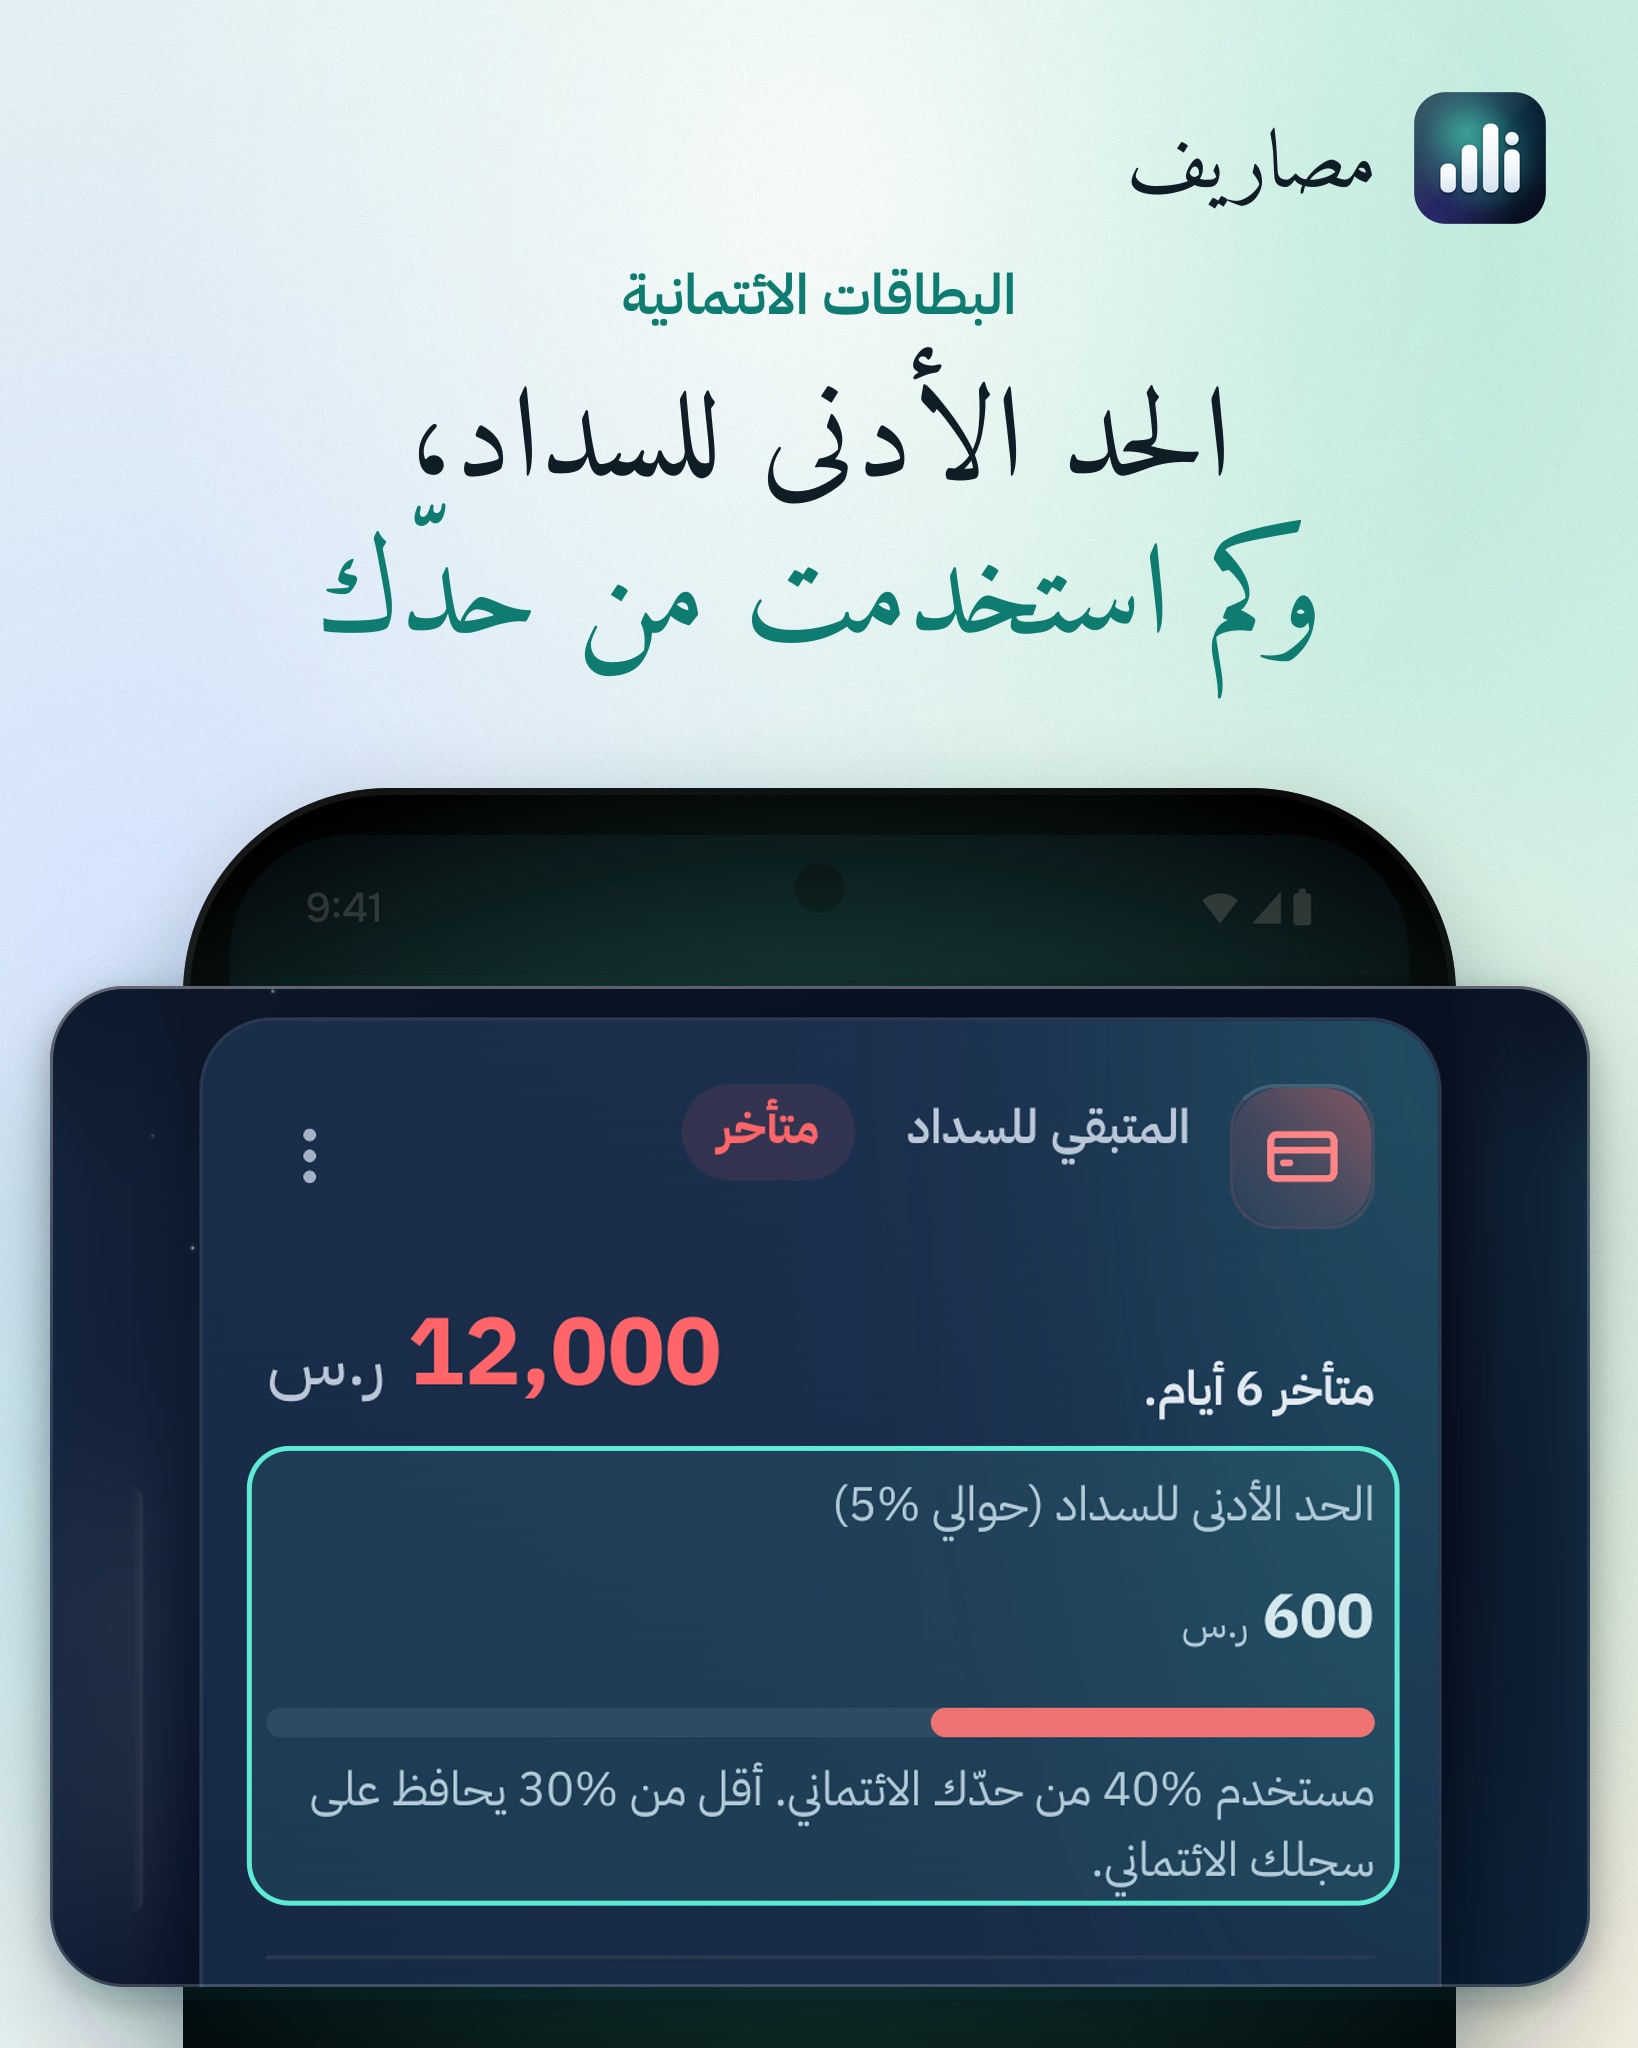 مصاريف
البطاقات الائتمانية
الحد الأدنى للسداد،
وكم استخدمت من حدّك
9:41
المتبقي للسداد
متأخر
متأخر 6 أيام.
12,000 ر.س
الحد الأدنى للسداد (حوالي 5%)
600 ر.س
مستخدم 40% من حدّك الائتماني. أقل من 30% يحافظ على
سجلك الائتماني.